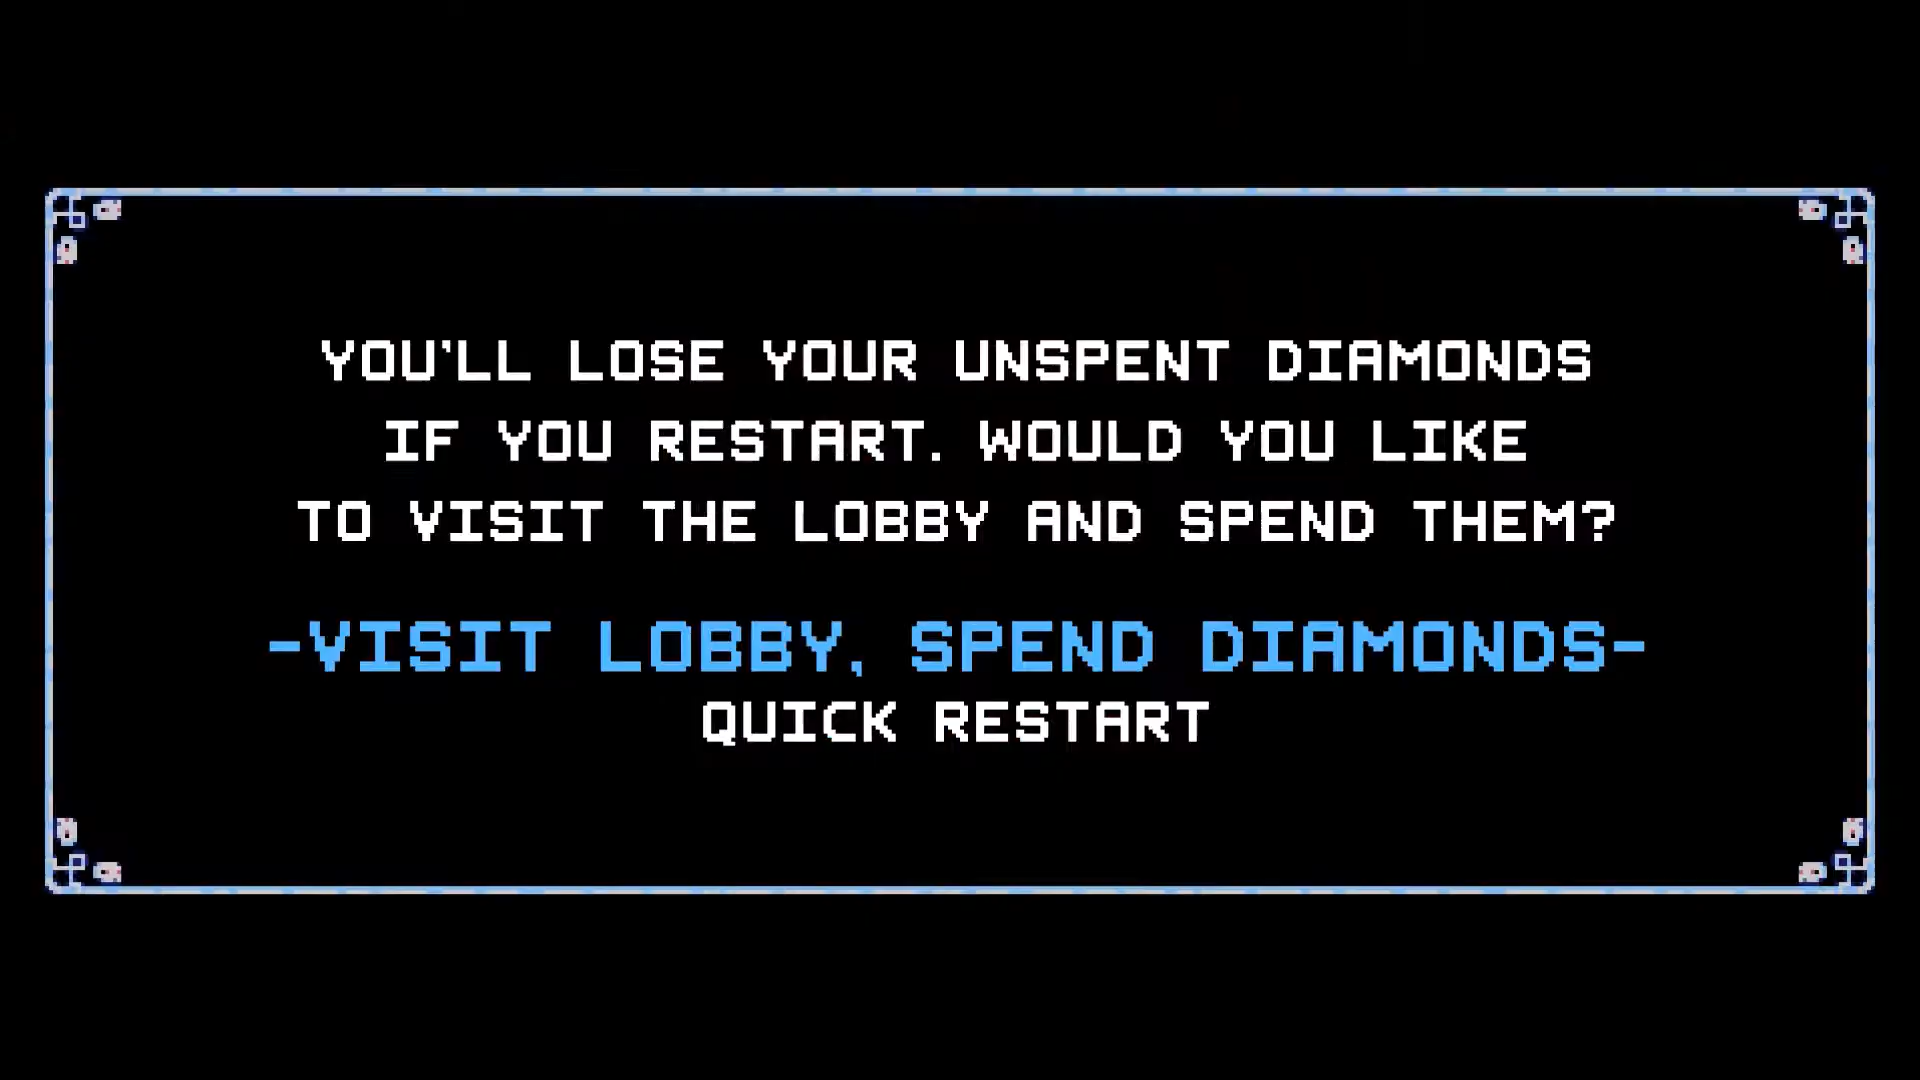 YOU'LL LOSE YOUR UNSPENT DIAMONDS
IF YOU RESTART. WOULD YOU LIKE
TO VISIT THE LOBBY AND SPEND THEM?
-VISIT LOBBY, SPEND DIAMONDS-
QUICK RESTART